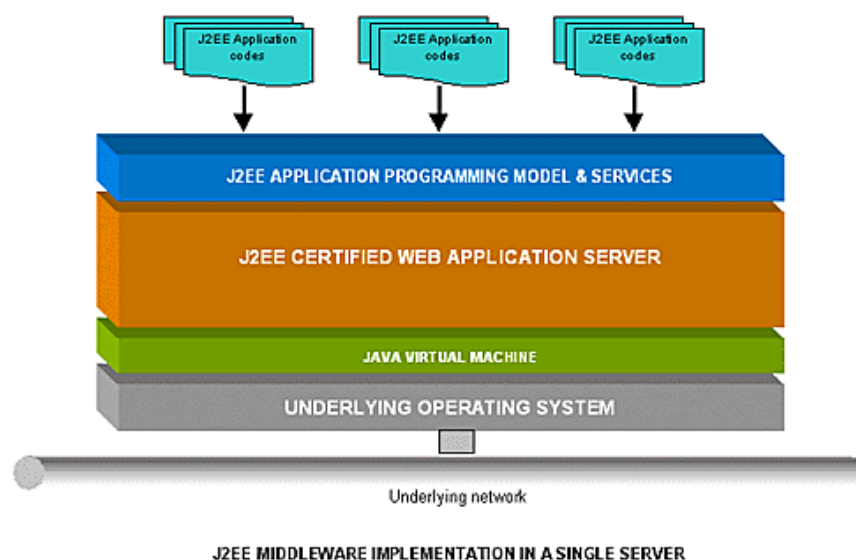 J2EE Application
codes
J2EE Application
codes
J2EE Application
codes
J2EE APPLICATION PROGRAMMING MODEL & SERVICES
J2EE CERTIFIED WEB APPLICATION SERVER
JAVA VIRTUAL MACHINE
UNDERLYING OPERATING SYSTEM
Underlying network
J2EE MIDDLEWARE IMPLEMENTATION IN A SINGLE SERVER